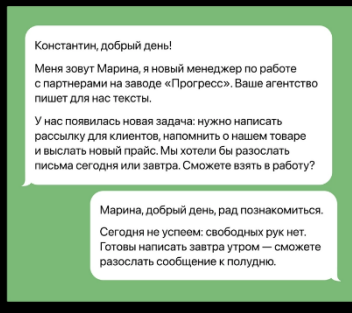 Константин, добрый день!
Меня зовут Марина, я новый менеджер по работе
с партнерами на заводе «Прогресс». Ваше агентство
пишет для нас тексты.
У нас появилась новая задача: нужно написать
рассылку для клиентов, напомнить о нашем товаре
и выслать новый прайс. Мы хотели бы разослать
письма сегодня или завтра. Сможете взять в работу?
Марина, добрый день, рад познакомиться.
Сегодня не успеем: свободных рук нет.
Готовы написать завтра утром — сможете
разослать сообщение к полудню.